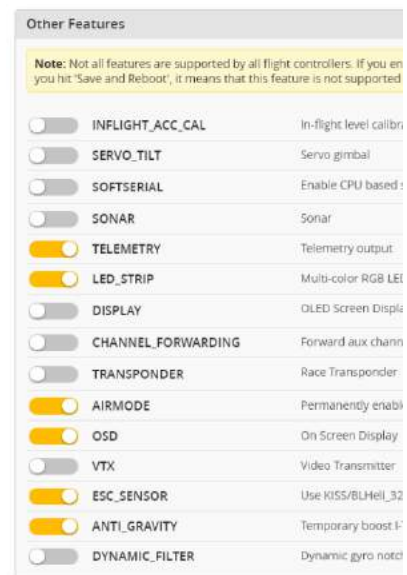 Other Features
Note: Not all features are supported by all flight controllers. If you en
you hit 'Save and Reboot', it means that this feature is not supported
INFLIGHT_ACC_CAL In-flight level calibra
SERVO_TILT Servo gimbal
SOFTSERIAL Enable CPU based s
SONAR Sonar
TELEMETRY Telemetry output
LED_STRIP Multi-color RGB LED
DISPLAY OLED Screen Displa
CHANNEL_FORWARDING Forward aux chann
TRANSPONDER Race Transponder
AIRMODE Permanently enable
OSD On Screen Display
VTX Video Transmitter
ESC_SENSOR Use KISS/BLHeli_32
ANTI_GRAVITY Temporary boost I-T
DYNAMIC_FILTER Dynamic gyro notch